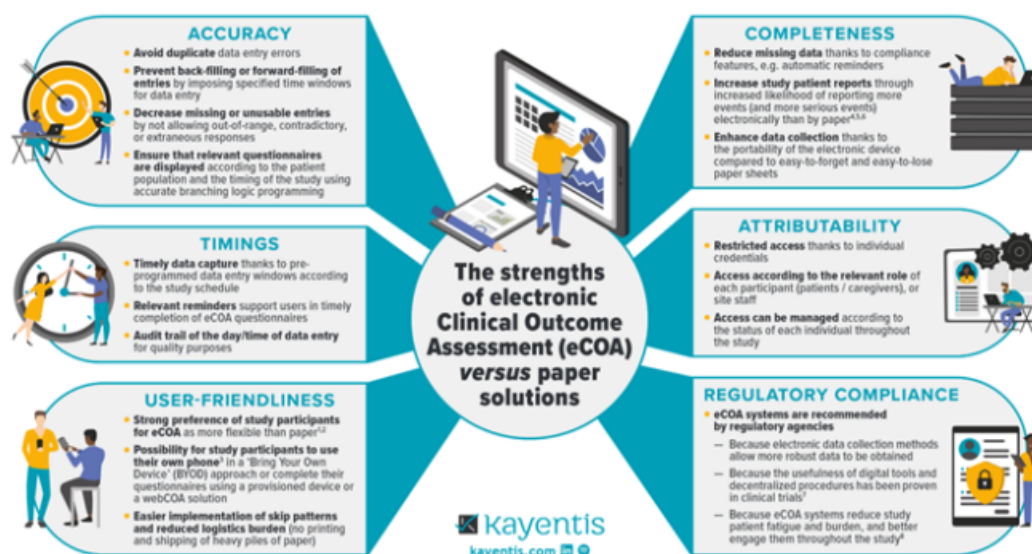 ACCURACY
• Avoid duplicate data entry errors
• Prevent back-filling or forward-filling of
entries by imposing specified time windows
for data entry
• Decrease missing or unusable entries
by not allowing out-of-range, contradictory,
or extraneous responses
• Ensure that relevant questionnaires
are displayed according to the patient
population and the timing of the study using
accurate branching logic programming
TIMINGS
• Timely data capture thanks to pre-
programmed data entry windows according
to the study schedule
• Relevant reminders support users in timely
completion of eCOA questionnaires
• Audit trail of the day/time of data entry
for quality purposes
USER-FRIENDLINESS
• Strong preference of study participants
for eCOA as more flexible than paper¹,²
• Possibility for study participants to use
their own phone³ in a 'Bring Your Own
Device' (BYOD) approach or complete their
questionnaires using a provisioned device or
a webCOA solution
• Easier implementation of skip patterns
and reduced logistics burden (no printing
and shipping of heavy piles of paper)
The strengths
of electronic
Clinical Outcome
Assessment (eCOA)
versus paper
solutions
kayentis
kayentis.com
COMPLETENESS
• Reduce missing data thanks to compliance
features, e.g. automatic reminders
• Increase study patient reports through
increased likelihood of reporting more
events (and more serious events)
electronically than by paper⁴,⁵,⁶
• Enhance data collection thanks to
the portability of the electronic device
compared to easy-to-forget and easy-to-lose
paper sheets
ATTRIBUTABILITY
• Restricted access thanks to individual
credentials
• Access according to the relevant role of
each participant (patients / caregivers), or
site staff
• Access can be managed according to
the status of each individual throughout
the study
REGULATORY COMPLIANCE
• eCOA systems are recommended
by regulatory agencies
— Because electronic data collection methods
allow more robust data to be obtained
— Because the usefulness of digital tools and
decentralized procedures has been proven
in clinical trials⁷
— Because eCOA systems reduce study
patient fatigue and burden, and better
engage them throughout the study⁸